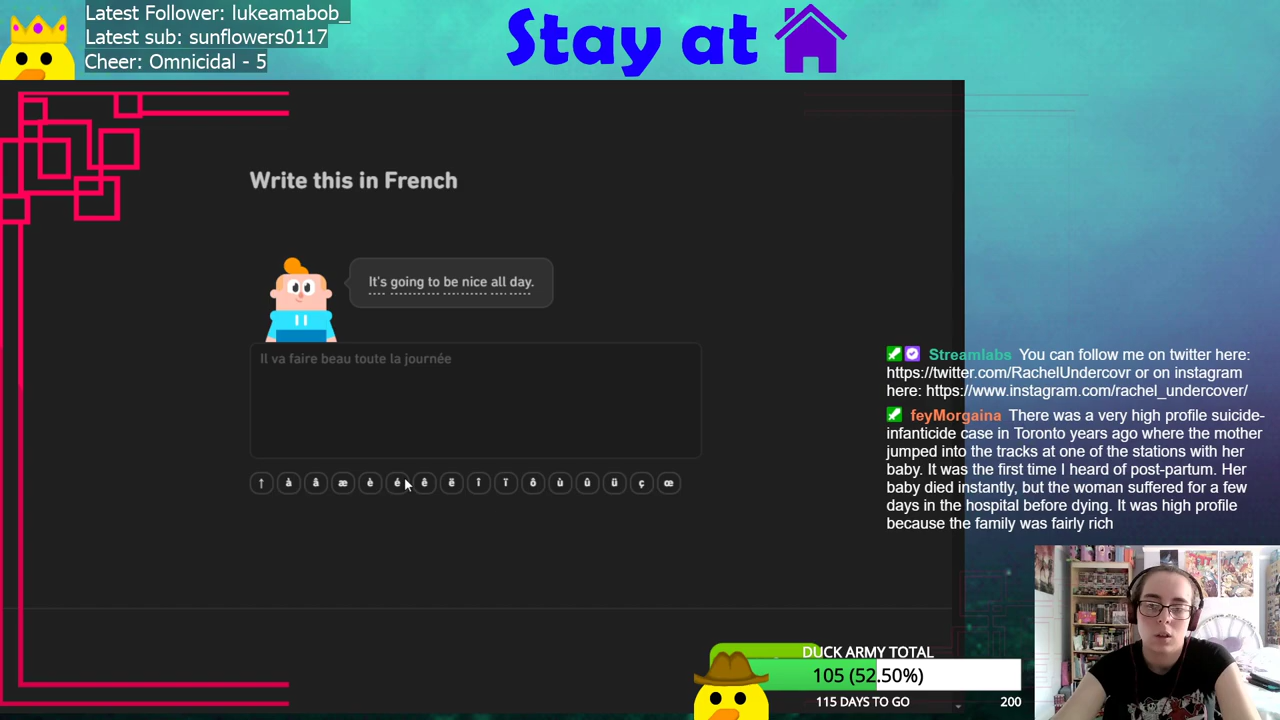 Latest Follower: lukeamabob_
Latest sub: sunflowers0117
Cheer: Omnicidal - 5
Stay at
Write this in French
It's going to be nice all day.
Il va faire beau toute la journée
↑ à â æ è é ê ë î ï ô ù û ü ç œ
Streamlabs You can follow me on twitter here:
https://twitter.com/RachelUndercovr or on instagram
here: https://www.instagram.com/rachel_undercover/
feyMorgaina There was a very high profile suicide-
infanticide case in Toronto years ago where the mother
jumped into the tracks at one of the stations with her
baby. It was the first time I heard of post-partum. Her
baby died instantly, but the woman suffered for a few
days in the hospital before dying. It was high profile
because the family was fairly rich
DUCK ARMY TOTAL
105 (52.50%)
115 DAYS TO GO
200